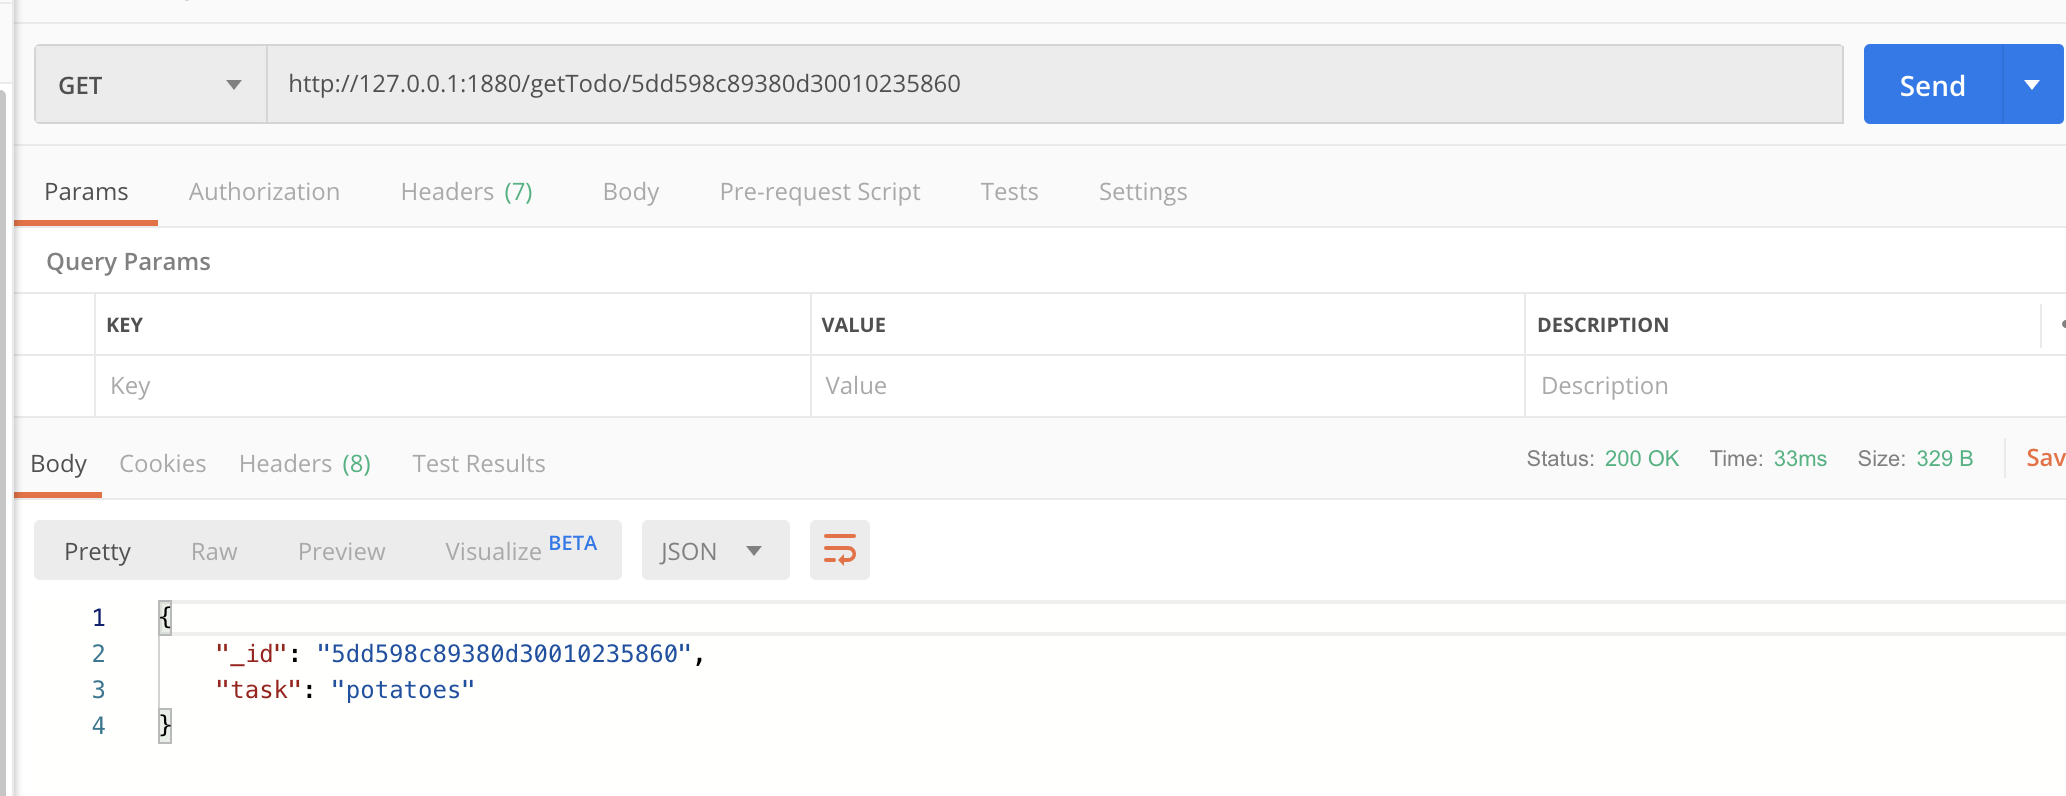 GET http://127.0.0.1:1880/getTodo/5dd598c89380d30010235860 Send
Params Authorization Headers (7) Body Pre-request Script Tests Settings
Query Params
KEY VALUE DESCRIPTION
Key Value Description
Body Cookies Headers (8) Test Results Status: 200 OK Time: 33ms Size: 329 B Sav
Pretty Raw Preview Visualize BETA JSON
1 {
2 "_id": "5dd598c89380d30010235860",
3 "task": "potatoes"
4 }